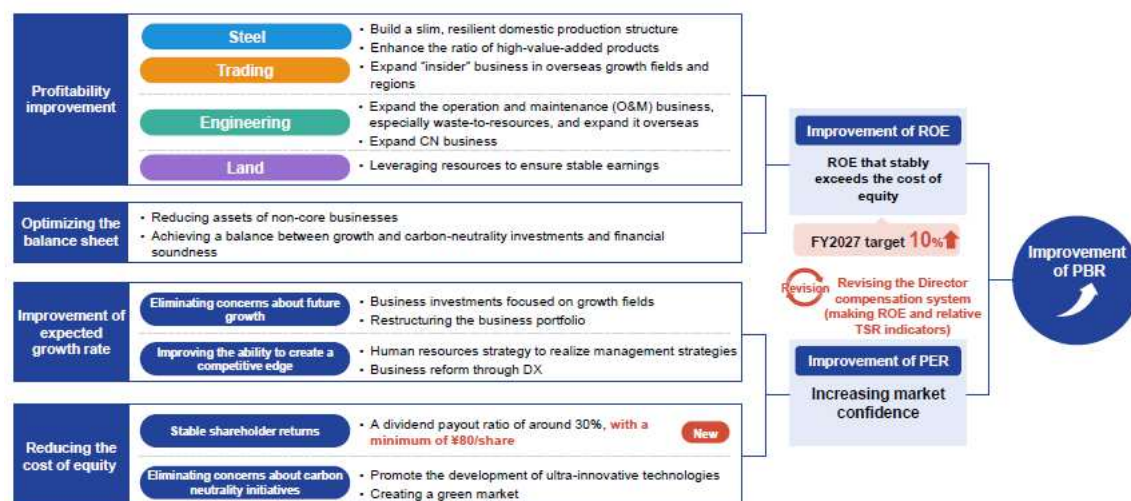 Profitability
improvement
Steel
• Build a slim, resilient domestic production structure
• Enhance the ratio of high-value-added products
Trading
• Expand "insider" business in overseas growth fields and
regions
Engineering
• Expand the operation and maintenance (O&M) business,
especially waste-to-resources, and expand it overseas
• Expand CN business
Land
• Leveraging resources to ensure stable earnings
Optimizing the
balance sheet
• Reducing assets of non-core businesses
• Achieving a balance between growth and carbon-neutrality investments and financial
soundness
Improvement of
expected
growth rate
Eliminating concerns about future
growth
• Business investments focused on growth fields
• Restructuring the business portfolio
Improving the ability to create a
competitive edge
• Human resources strategy to realize management strategies
• Business reform through DX
Reducing the
cost of equity
Stable shareholder returns
• A dividend payout ratio of around 30%, with a
minimum of ¥80/share
New
Eliminating concerns about carbon
neutrality initiatives
• Promote the development of ultra-innovative technologies
• Creating a green market
Improvement of ROE
ROE that stably
exceeds the cost of
equity
FY2027 target 10%
Revision
Revising the Director
compensation system
(making ROE and relative
TSR indicators)
Improvement of PER
Increasing market
confidence
Improvement
of PBR